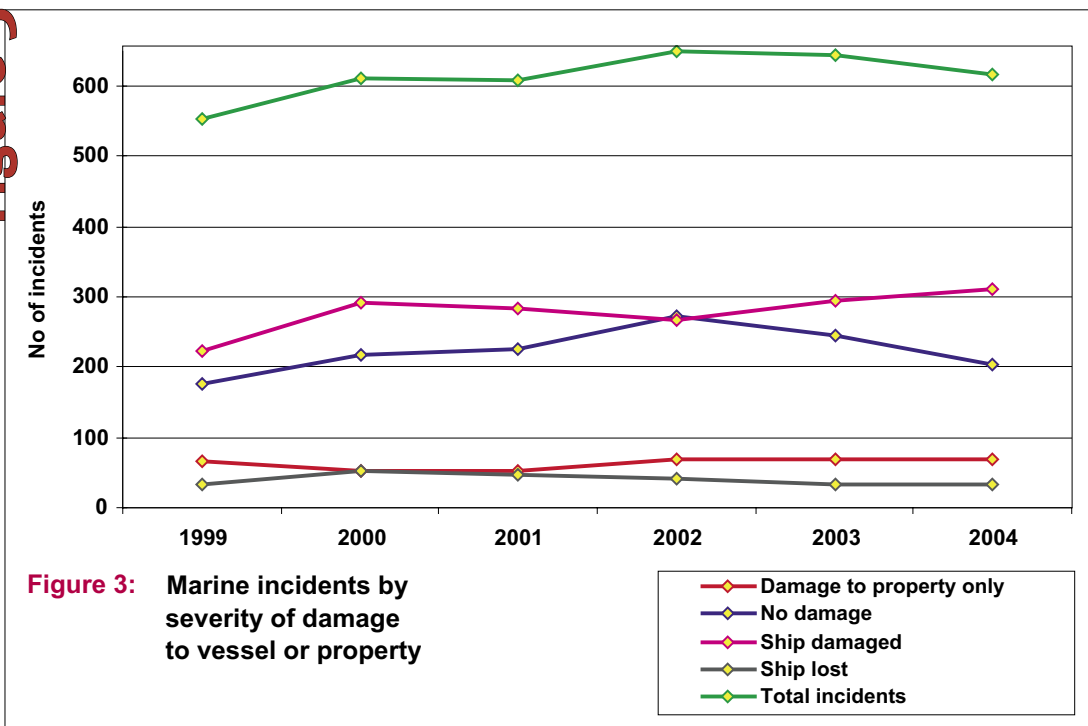 600
500
400
300
200
100
0
No of incidents
1999 2000 2001 2002 2003 2004
Figure 3: Marine incidents by
severity of damage
to vessel or property
Damage to property only
No damage
Ship damaged
Ship lost
Total incidents